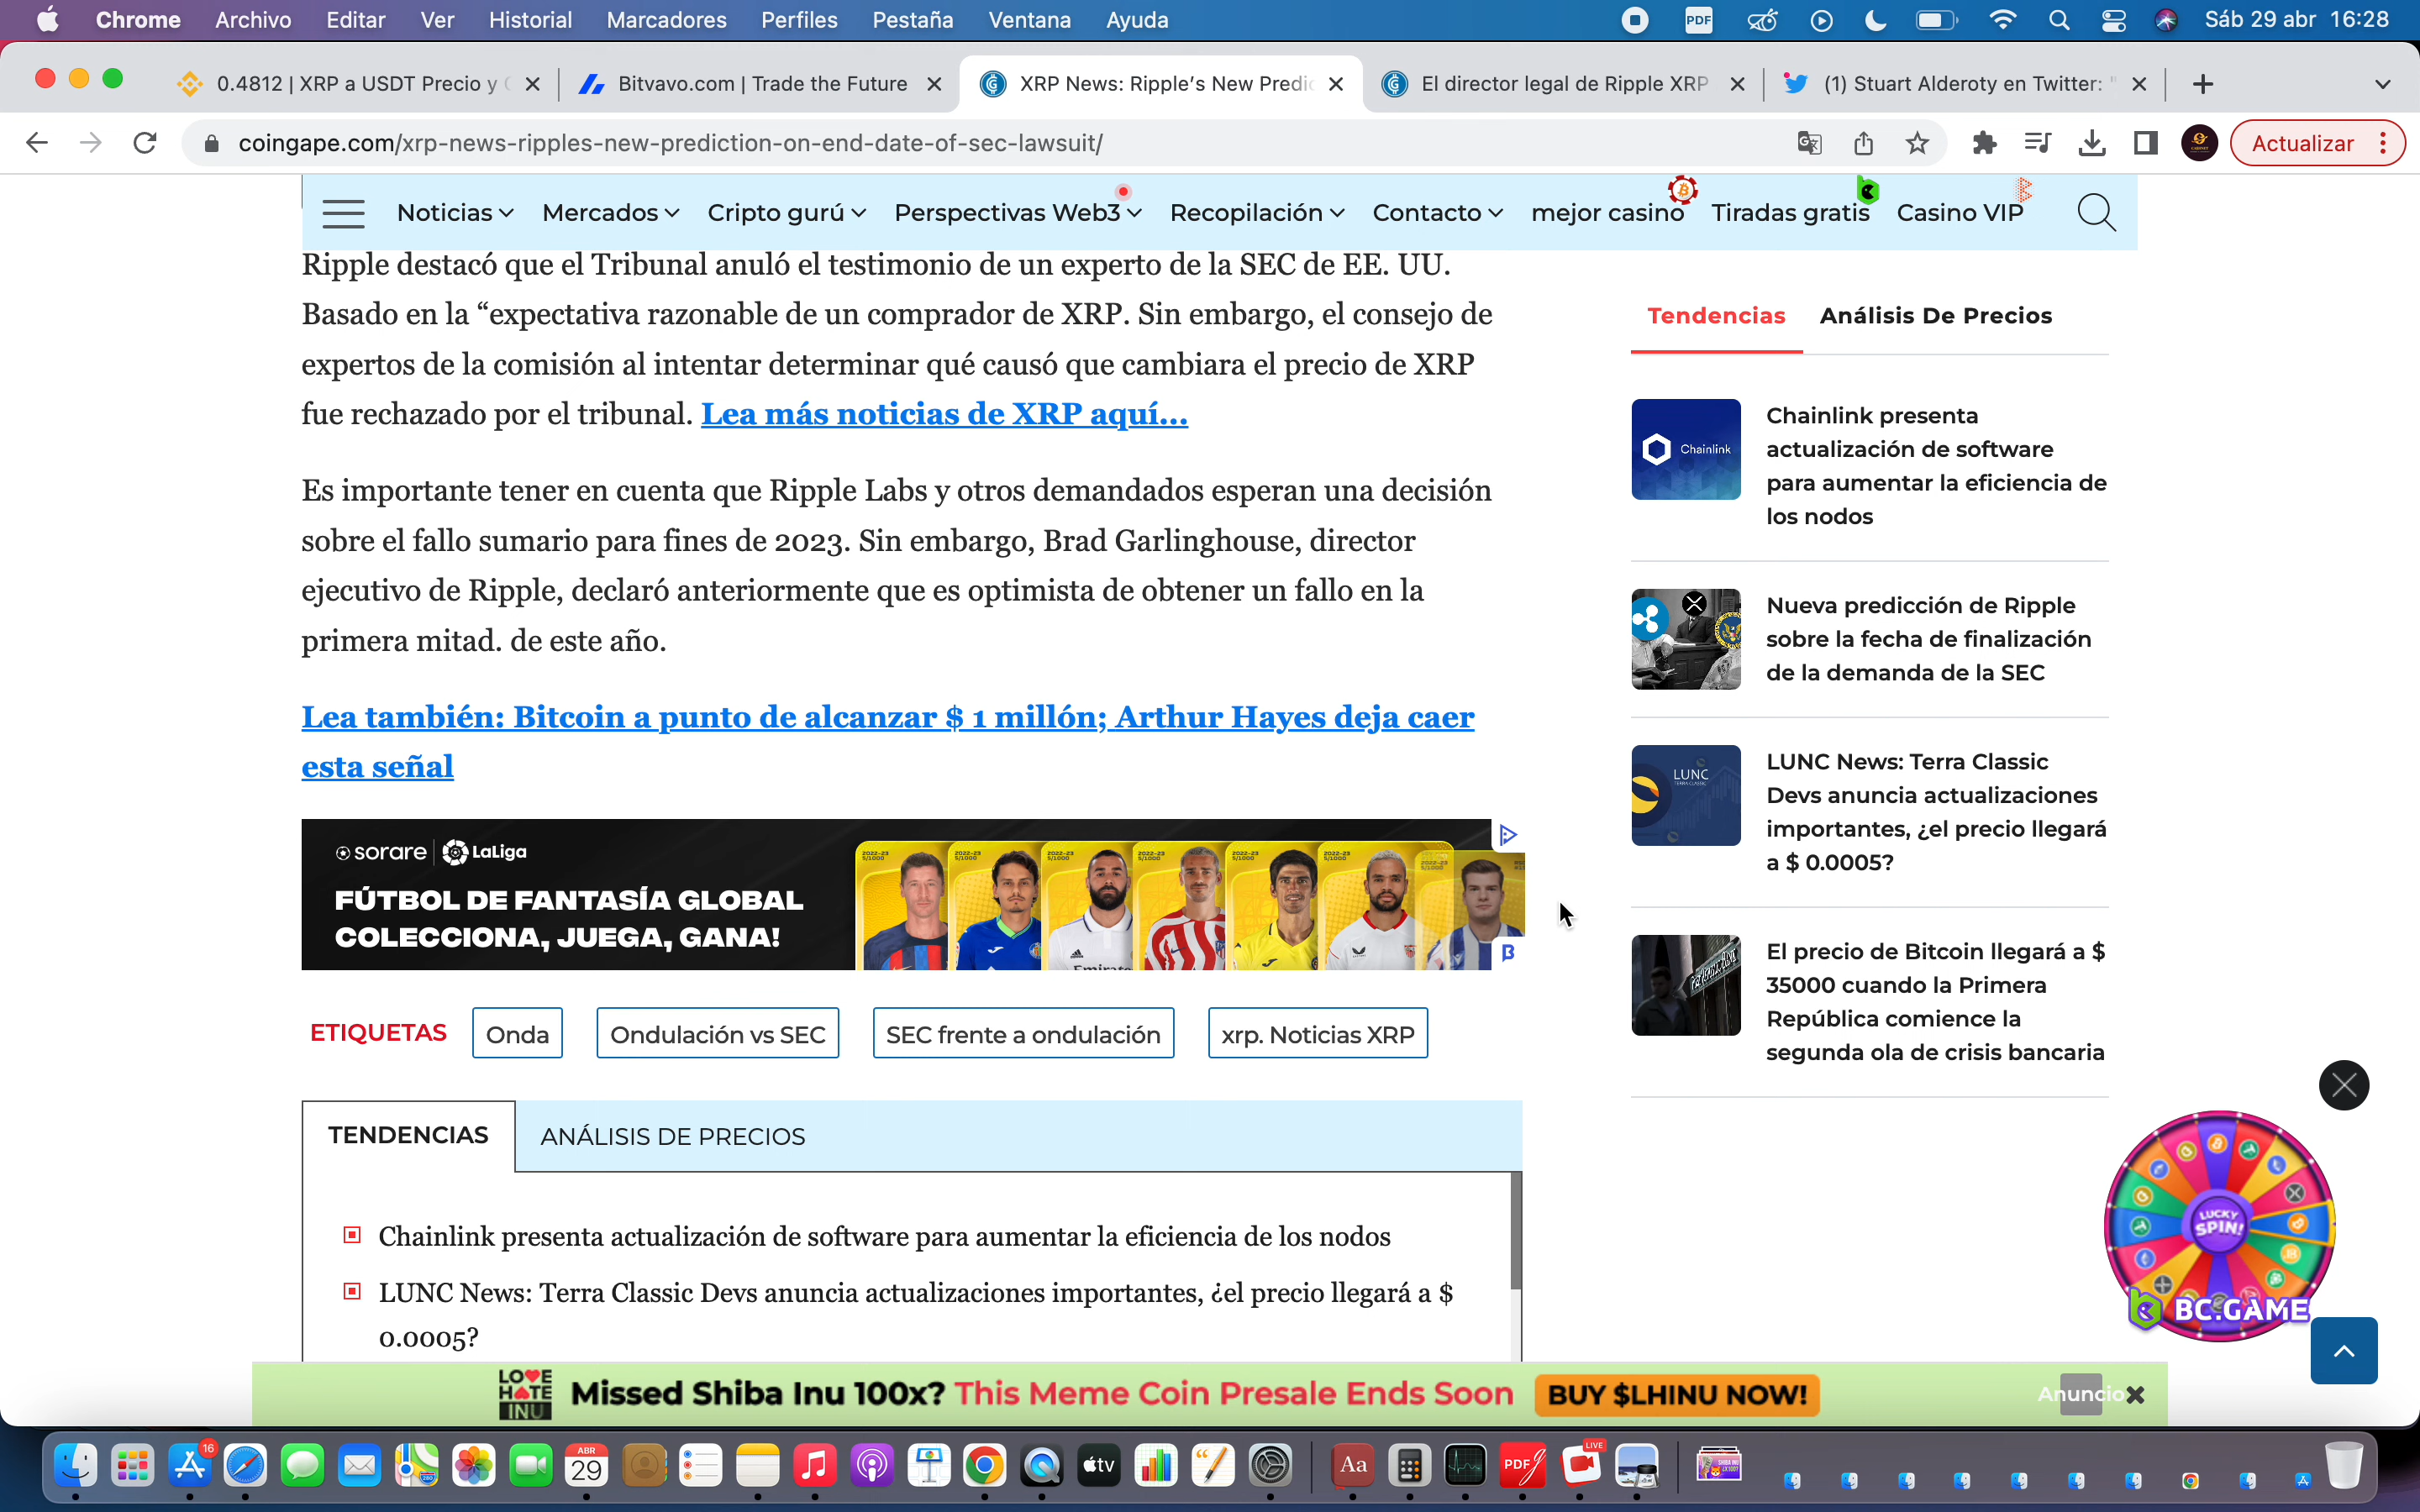 Chrome Archivo Editar Ver Historial Marcadores Perfiles Pestaña Ventana Ayuda
PDF
Sáb 29 abr 16:28
0.4812 | XRP a USDT Precio y
Bitvavo.com | Trade the Future
XRP News: Ripple's New Predic
El director legal de Ripple XRP
(1) Stuart Alderoty en Twitter: "
coingape.com/xrp-news-ripples-new-prediction-on-end-date-of-sec-lawsuit/
Actualizar
Noticias Mercados Cripto gurú Perspectivas Web3 Recopilación Contacto mejor casino Tiradas gratis Casino VIP
Ripple destacó que el Tribunal anuló el testimonio de un experto de la SEC de EE. UU.
Basado en la “expectativa razonable de un comprador de XRP. Sin embargo, el consejo de
expertos de la comisión al intentar determinar qué causó que cambiara el precio de XRP
fue rechazado por el tribunal. Lea más noticias de XRP aquí…
Es importante tener en cuenta que Ripple Labs y otros demandados esperan una decisión
sobre el fallo sumario para fines de 2023. Sin embargo, Brad Garlinghouse, director
ejecutivo de Ripple, declaró anteriormente que es optimista de obtener un fallo en la
primera mitad. de este año.
Lea también: Bitcoin a punto de alcanzar $ 1 millón; Arthur Hayes deja caer
esta señal
sorare LaLiga
FÚTBOL DE FANTASÍA GLOBAL
COLECCIONA, JUEGA, GANA!
ETIQUETAS
Onda
Ondulación vs SEC
SEC frente a ondulación
xrp. Noticias XRP
TENDENCIAS
ANÁLISIS DE PRECIOS
Chainlink presenta actualización de software para aumentar la eficiencia de los nodos
LUNC News: Terra Classic Devs anuncia actualizaciones importantes, ¿el precio llegará a $
0.0005?
Tendencias
Análisis De Precios
Chainlink
Chainlink presenta
actualización de software
para aumentar la eficiencia de
los nodos
Nueva predicción de Ripple
sobre la fecha de finalización
de la demanda de la SEC
LUNC
LUNC News: Terra Classic
Devs anuncia actualizaciones
importantes, ¿el precio llegará
a $ 0.0005?
El precio de Bitcoin llegará a $
35000 cuando la Primera
República comience la
segunda ola de crisis bancaria
LUCKY
SPIN!
BC.GAME
LOVE
HATE
INU
Missed Shiba Inu 100x? This Meme Coin Presale Ends Soon
BUY $LHINU NOW!
Anuncio
16
ABR
29
tv
Aa
PDF
LIVE